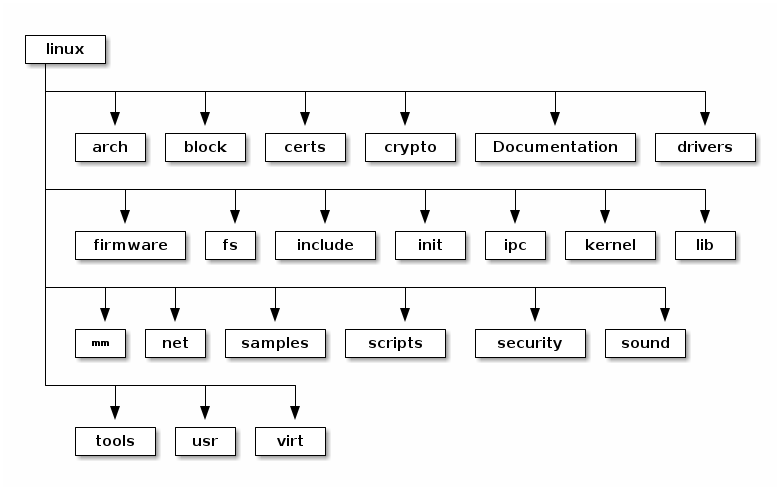 linux
arch block certs crypto Documentation drivers
firmware fs include init ipc kernel lib
mm net samples scripts security sound
tools usr virt